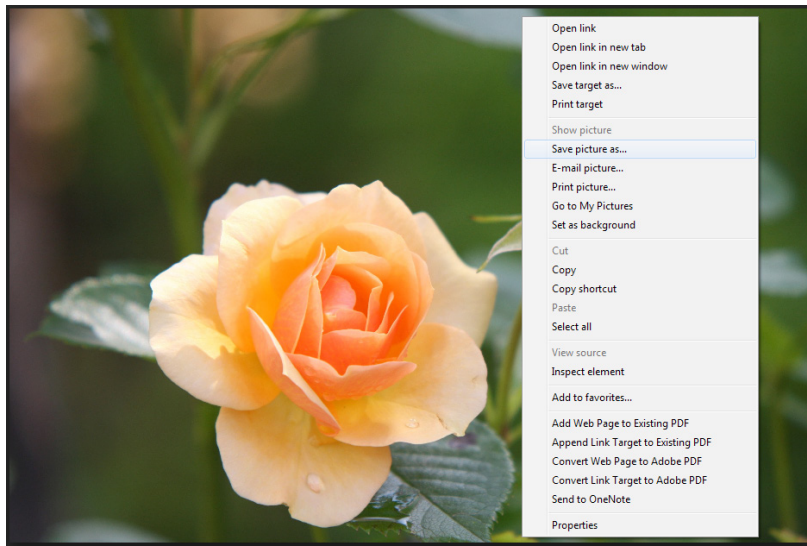 Open link
Open link in new tab
Open link in new window
Save target as...
Print target
Show picture
Save picture as...
E-mail picture...
Print picture...
Go to My Pictures
Set as background
Cut
Copy
Copy shortcut
Paste
Select all
View source
Inspect element
Add to favorites...
Add Web Page to Existing PDF
Append Link Target to Existing PDF
Convert Web Page to Adobe PDF
Convert Link Target to Adobe PDF
Send to OneNote
Properties